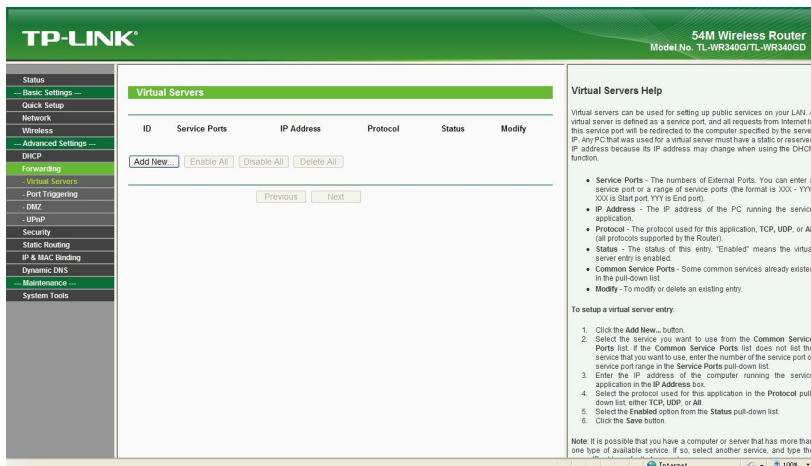 TP-LINK®
54M Wireless Router
Model No. TL-WR340G/TL-WR340GD
Status
--- Basic Settings ---
Quick Setup
Network
Wireless
--- Advanced Settings ---
DHCP
Forwarding
- Virtual Servers
- Port Triggering
- DMZ
- UPnP
Security
Static Routing
IP & MAC Binding
Dynamic DNS
--- Maintenance ---
System Tools
Virtual Servers
ID Service Ports IP Address Protocol Status Modify
Add New... Enable All Disable All Delete All
Previous Next
Virtual Servers Help
Virtual servers can be used for setting up public services on your LAN.
virtual server is defined as a service port, and all requests from Internet
this service port will be redirected to the computer specified by the
IP. Any PC that was used for a virtual server must have a static or
IP address because its IP address may change when using the DHCP
function.
• Service Ports - The numbers of External Ports. You can enter
service port or a range of service ports (the format is XXX -
XXX is Start port, YYY is End port).
• IP Address - The IP address of the PC running the
application.
• Protocol - The protocol used for this application, TCP, UDP, or
(all protocols supported by the Router).
• Status - The status of this entry. "Enabled" means the
server entry is enabled.
• Common Service Ports - Some common services already
in the pull-down list.
• Modify - To modify or delete an existing entry.
To setup a virtual server entry:
1. Click the Add New... button.
2. Select the service you want to use from the Common Service
Ports list. If the Common Service Ports list does not list the
service that you want to use, enter the number of the service port
service port range in the Service Ports pull-down list.
3. Enter the IP address of the computer running the
application in the IP Address box.
4. Select the protocol used for this application in the Protocol pull-
down list, either TCP, UDP, or All.
5. Select the Enabled option from the Status pull-down list.
6. Click the Save button.
Note: It is possible that you have a computer or server that has more than
one type of available service. If so, select another service, and type the
Internet 100%